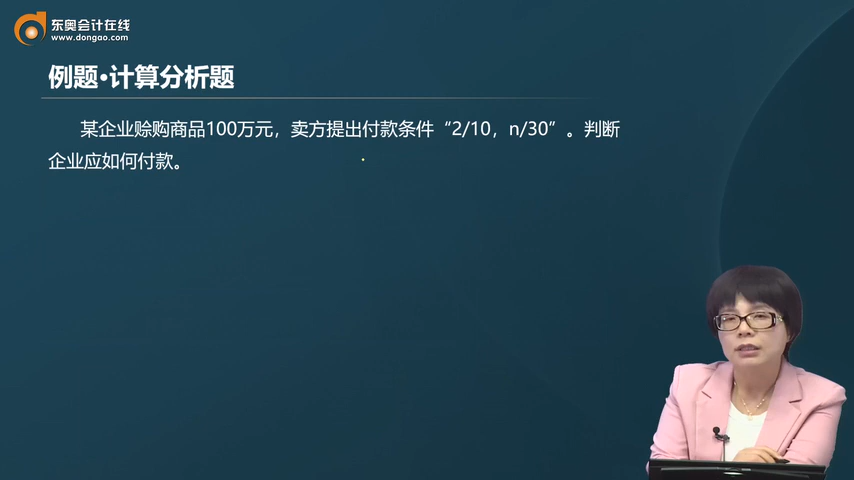 东奥会计在线
www.dongao.com
例题•计算分析题
某企业赊购商品100万元，卖方提出付款条件“2/10，n/30”。判断
企业应如何付款。